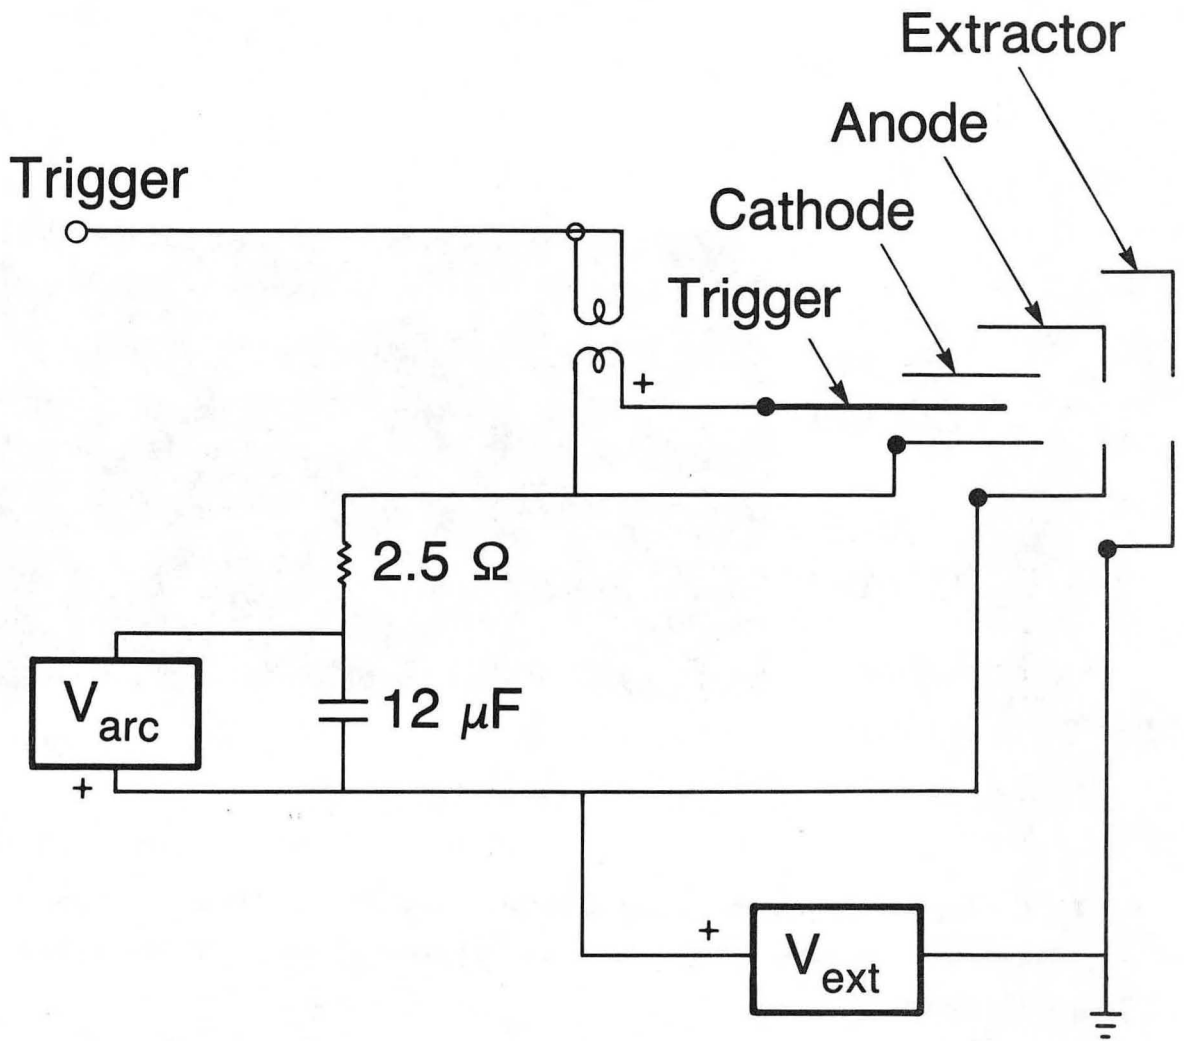 Extractor
Anode
Trigger
Cathode
Trigger
+
2.5 Ω
V_arc
12 μF
+
+
V_ext